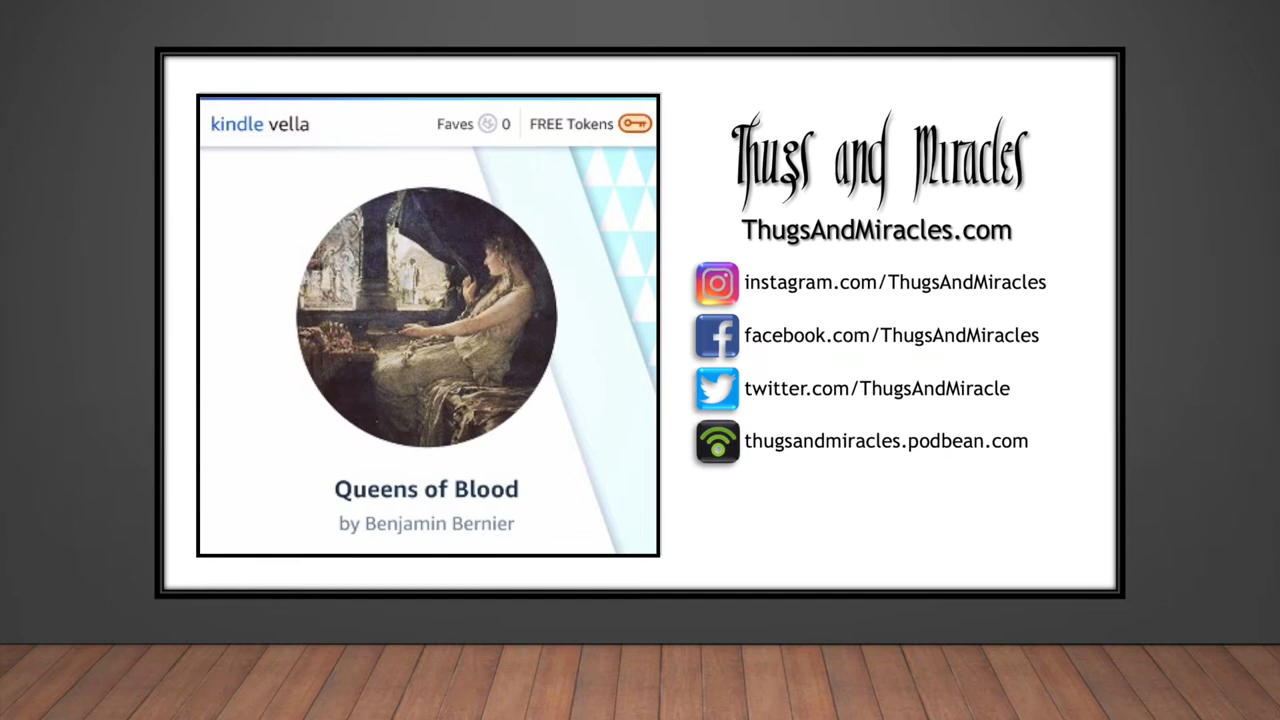 kindle vella
Faves 0
FREE Tokens
Queens of Blood
by Benjamin Bernier
Thugs and Miracles
ThugsAndMiracles.com
instagram.com/ThugsAndMiracles
facebook.com/ThugsAndMiracles
twitter.com/ThugsAndMiracle
thugsandmiracles.podbean.com